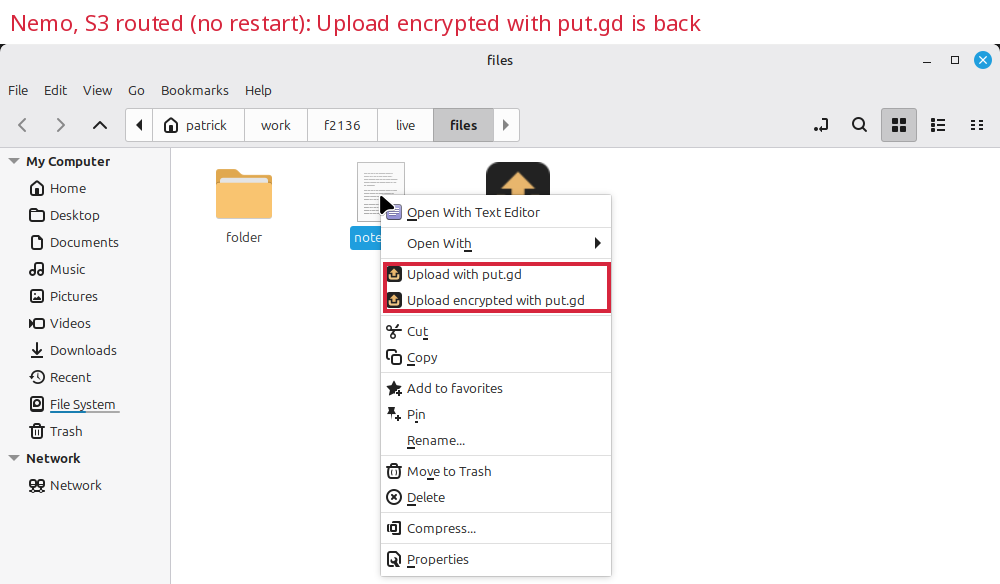 Nemo, S3 routed (no restart): Upload encrypted with put.gd is back
files
File Edit View Go Bookmarks Help
patrick work f2136 live files
My Computer
Home
Desktop
Documents
Music
Pictures
Videos
Downloads
Recent
File System
Trash
Network
Network
folder
note
Open With Text Editor
Open With
Upload with put.gd
Upload encrypted with put.gd
Cut
Copy
Add to favorites
Pin
Rename...
Move to Trash
Delete
Compress...
Properties